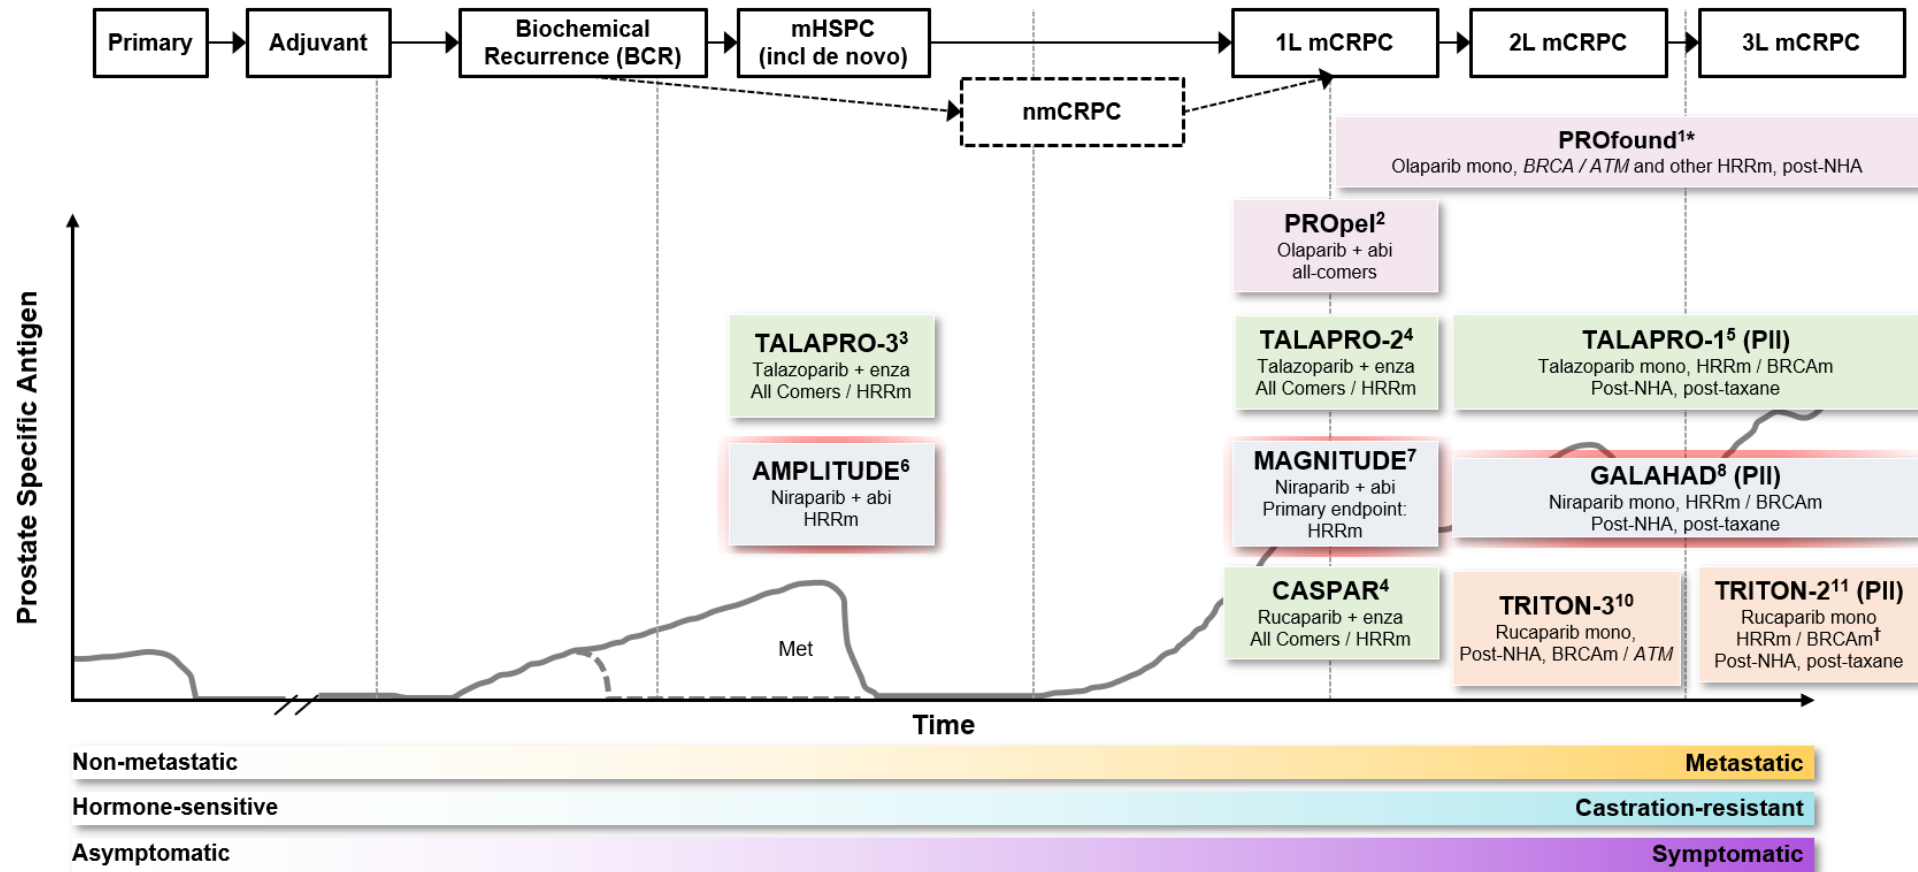 Primary
Adjuvant
Biochemical
Recurrence (BCR)
mHSPC
(incl de novo)
1L mCRPC
2L mCRPC
3L mCRPC
nmCRPC
PROfound¹*
Olaparib mono, BRCA / ATM and other HRRm, post-NHA
PROpel²
Olaparib + abi
all-comers
TALAPRO-3³
Talazoparib + enza
All Comers / HRRm
TALAPRO-2⁴
Talazoparib + enza
All Comers / HRRm
TALAPRO-1⁵ (PII)
Talazoparib mono, HRRm / BRCAm
Post-NHA, post-taxane
AMPLITUDE⁶
Niraparib + abi
HRRm
MAGNITUDE⁷
Niraparib + abi
Primary endpoint:
HRRm
GALAHAD⁸ (PII)
Niraparib mono, HRRm / BRCAm
Post-NHA, post-taxane
CASPAR⁴
Rucaparib + enza
All Comers / HRRm
TRITON-3¹⁰
Rucaparib mono,
Post-NHA, BRCAm / ATM
TRITON-2¹¹ (PII)
Rucaparib mono
HRRm / BRCAm†
Post-NHA, post-taxane
Prostate Specific Antigen
Met
Time
Non-metastatic
Metastatic
Hormone-sensitive
Castration-resistant
Asymptomatic
Symptomatic